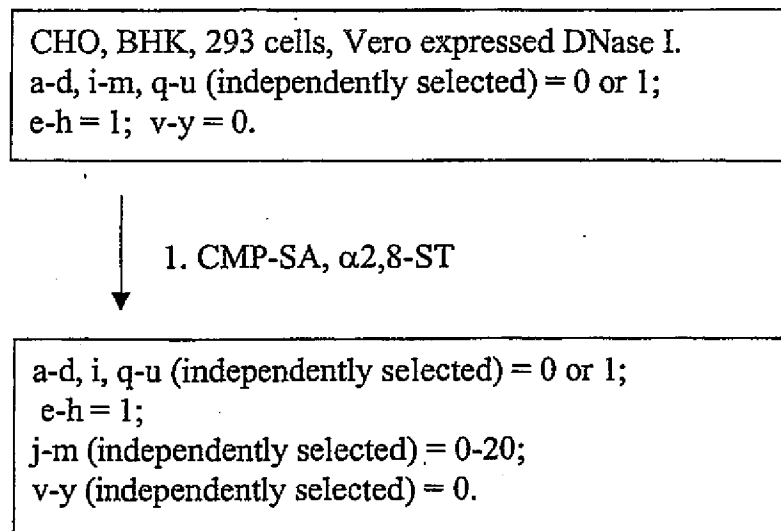 CHO, BHK, 293 cells, Vero expressed DNase I.
a-d, i-m, q-u (independently selected) = 0 or 1;
e-h = 1; v-y = 0.
1. CMP-SA, α2,8-ST
a-d, i, q-u (independently selected) = 0 or 1;
e-h = 1;
j-m (independently selected) = 0-20;
v-y (independently selected) = 0.